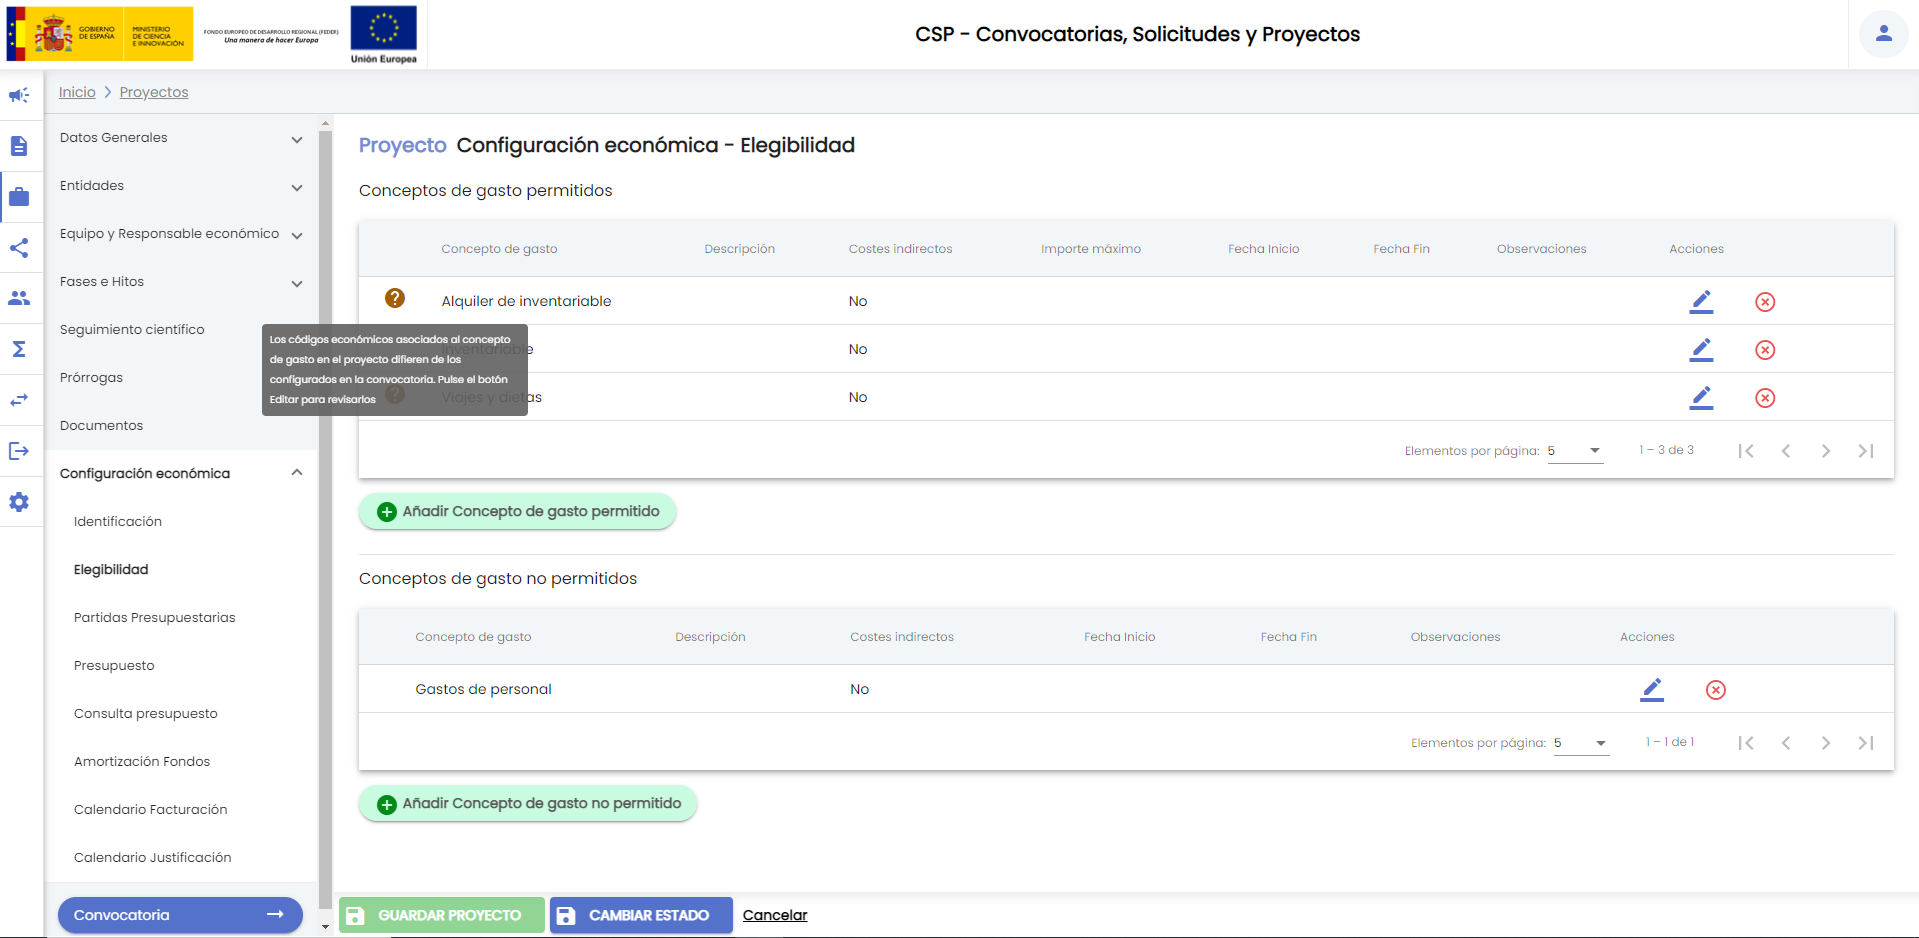 GOBIERNO
DE ESPAÑA
MINISTERIO
DE CIENCIA
E INNOVACIÓN
FONDO EUROPEO DE DESARROLLO REGIONAL (FEDER)
Una manera de hacer Europa
Unión Europea
CSP - Convocatorias, Solicitudes y Proyectos
Inicio > Proyectos
Datos Generales
Entidades
Equipo y Responsable económico
Fases e Hitos
Seguimiento científico
Prórrogas
Documentos
Configuración económica
Identificación
Elegibilidad
Partidas Presupuestarias
Presupuesto
Consulta presupuesto
Amortización Fondos
Calendario Facturación
Calendario Justificación
Convocatoria
Proyecto Configuración económica - Elegibilidad
Conceptos de gasto permitidos
Concepto de gasto Descripción Costes indirectos Importe máximo Fecha Inicio Fecha Fin Observaciones Acciones
Alquiler de inventariable No
Inventariable No
Viajes y dietas No
Los códigos económicos asociados al concepto
de gasto en el proyecto difieren de los
configurados en la convocatoria. Pulse el botón
Editar para revisarlos
Elementos por página: 5 1 – 3 de 3
Añadir Concepto de gasto permitido
Conceptos de gasto no permitidos
Concepto de gasto Descripción Costes indirectos Fecha Inicio Fecha Fin Observaciones Acciones
Gastos de personal No
Elementos por página: 5 1 – 1 de 1
Añadir Concepto de gasto no permitido
GUARDAR PROYECTO CAMBIAR ESTADO Cancelar